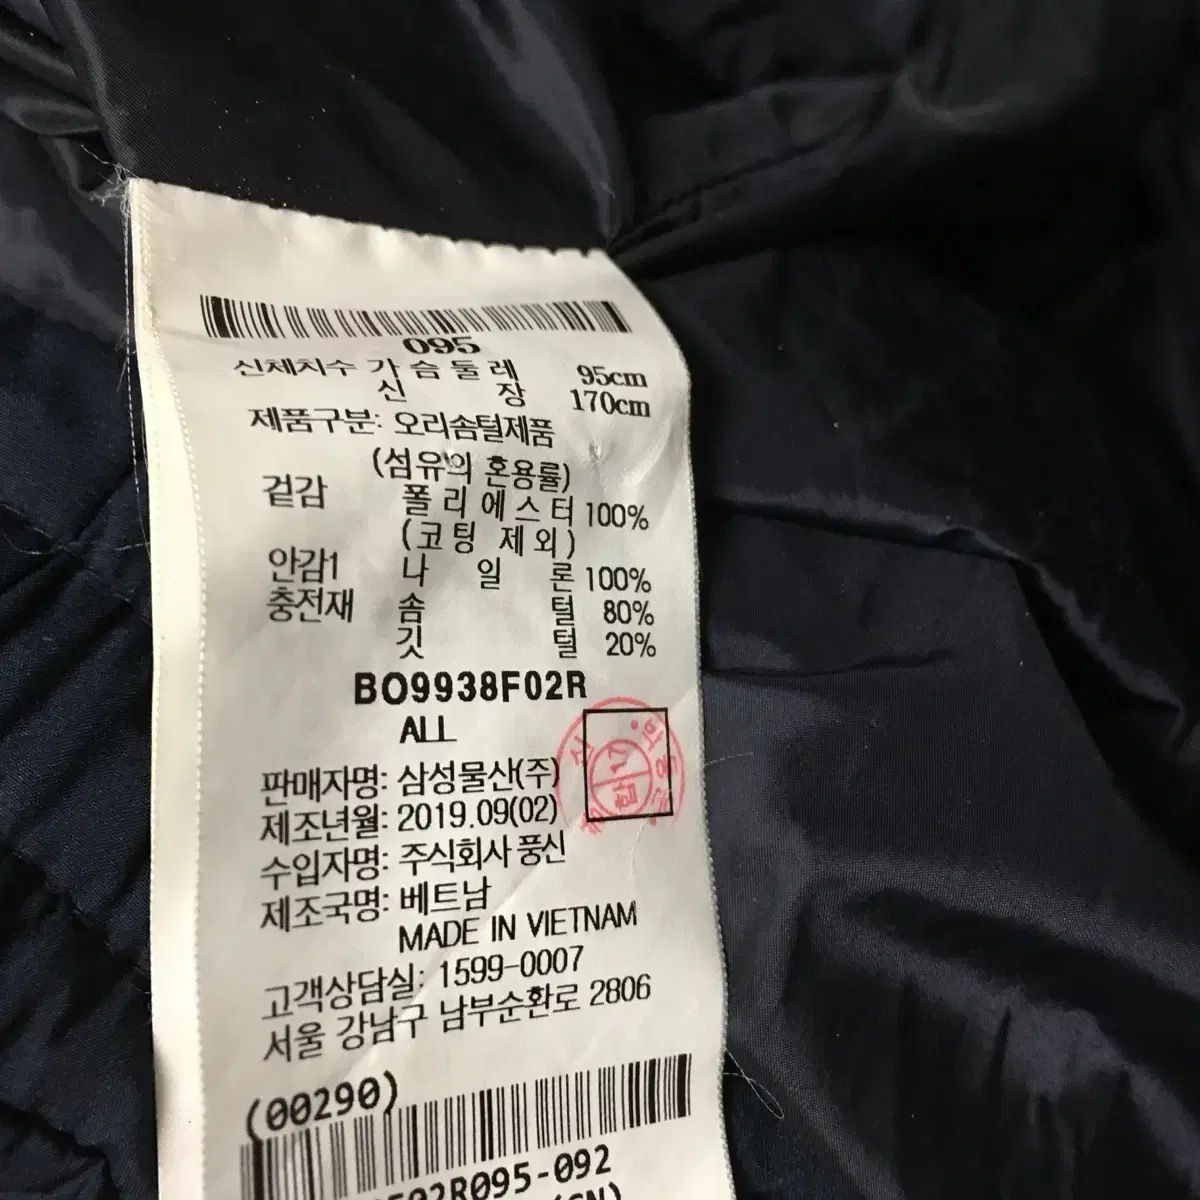 095
신체치수 가슴둘레 95cm
신장 170cm
제품구분: 오리솜털제품
(섬유의 혼용률)
겉감 폴리에스터 100%
(코팅 제외)
안감1 나일론 100%
충전재 솜털 80%
깃털 20%
BO9938F02R
ALL
판매자명: 삼성물산(주)
제조년월: 2019.09(02)
수입자명: 주식회사 풍신
제조국명: 베트남
MADE IN VIETNAM
고객상담실: 1599-0007
서울 강남구 남부순환로 2806
(00290)
02R095-092